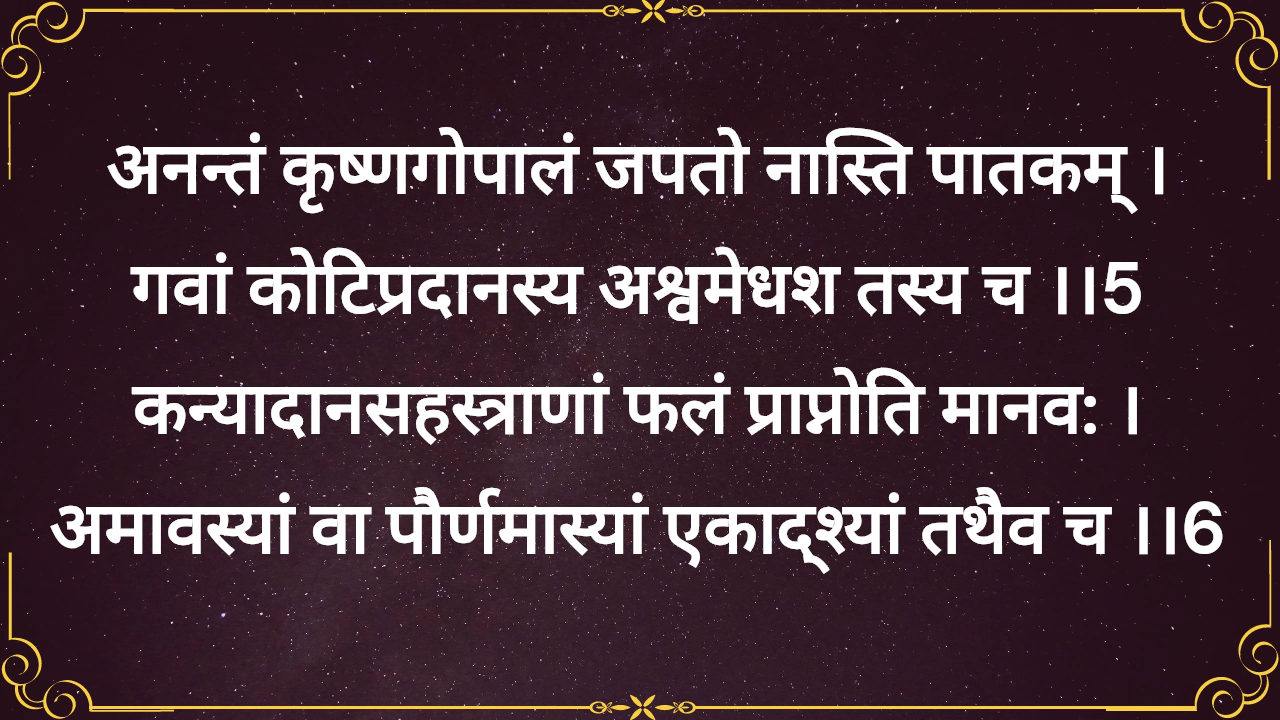 अनन्तं कृष्णगोपालं जपतो नास्ति पातकम् ।
गवां कोटिप्रदानस्य अश्वमेधश तस्य च ।।5
कन्यादानसहस्त्राणां फलं प्राप्नोति मानव: ।
अमावस्यां वा पौर्णमास्यां एकाद्श्यां तथैव च ।।6